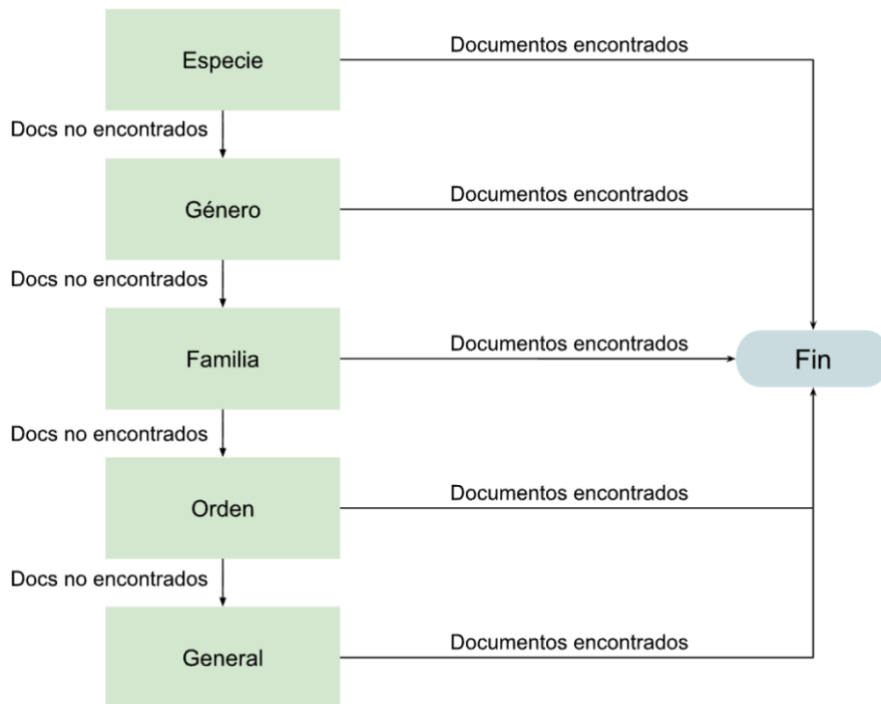 Especie
Documentos encontrados
Docs no encontrados
Género
Documentos encontrados
Docs no encontrados
Familia
Documentos encontrados
Fin
Docs no encontrados
Orden
Documentos encontrados
Docs no encontrados
General
Documentos encontrados